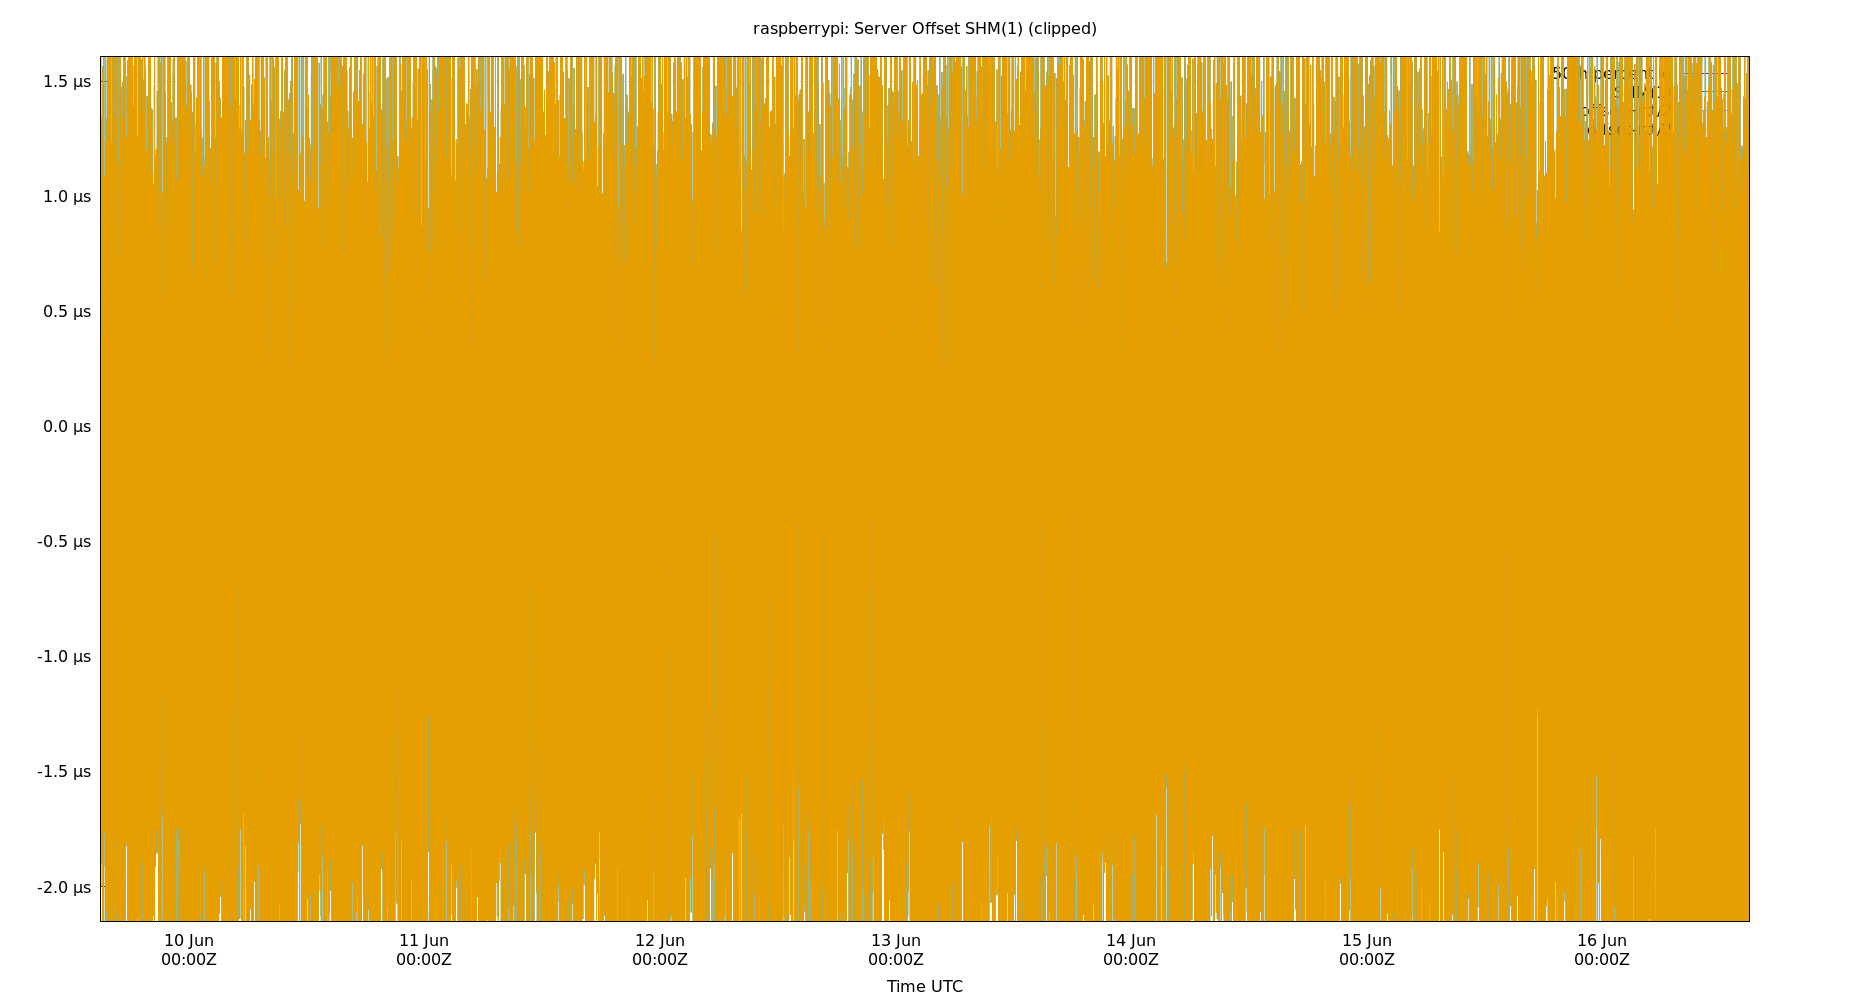 raspberrypi: Server Offset SHM(1) (clipped)
1.5 µs
1.0 µs
0.5 µs
0.0 µs
-0.5 µs
-1.0 µs
-1.5 µs
-2.0 µs
10 Jun 11 Jun 12 Jun 13 Jun 14 Jun 15 Jun 16 Jun
00:00Z 00:00Z 00:00Z 00:00Z 00:00Z 00:00Z 00:00Z
Time UTC